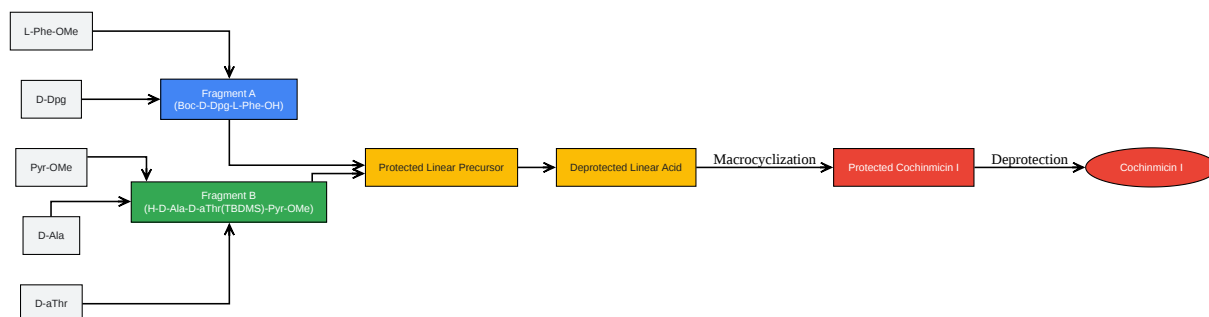 L-Phe-OMe
D-Dpg
Fragment A
(Boc-D-Dpg-L-Phe-OH)
Pyr-OMe
Protected Linear Precursor
Deprotected Linear Acid
Macrocyclization
Protected Cochinmicin I
Deprotection
Cochinmicin I
Fragment B
(H-D-Ala-D-aThr(TBDMS)-Pyr-OMe)
D-Ala
D-aThr